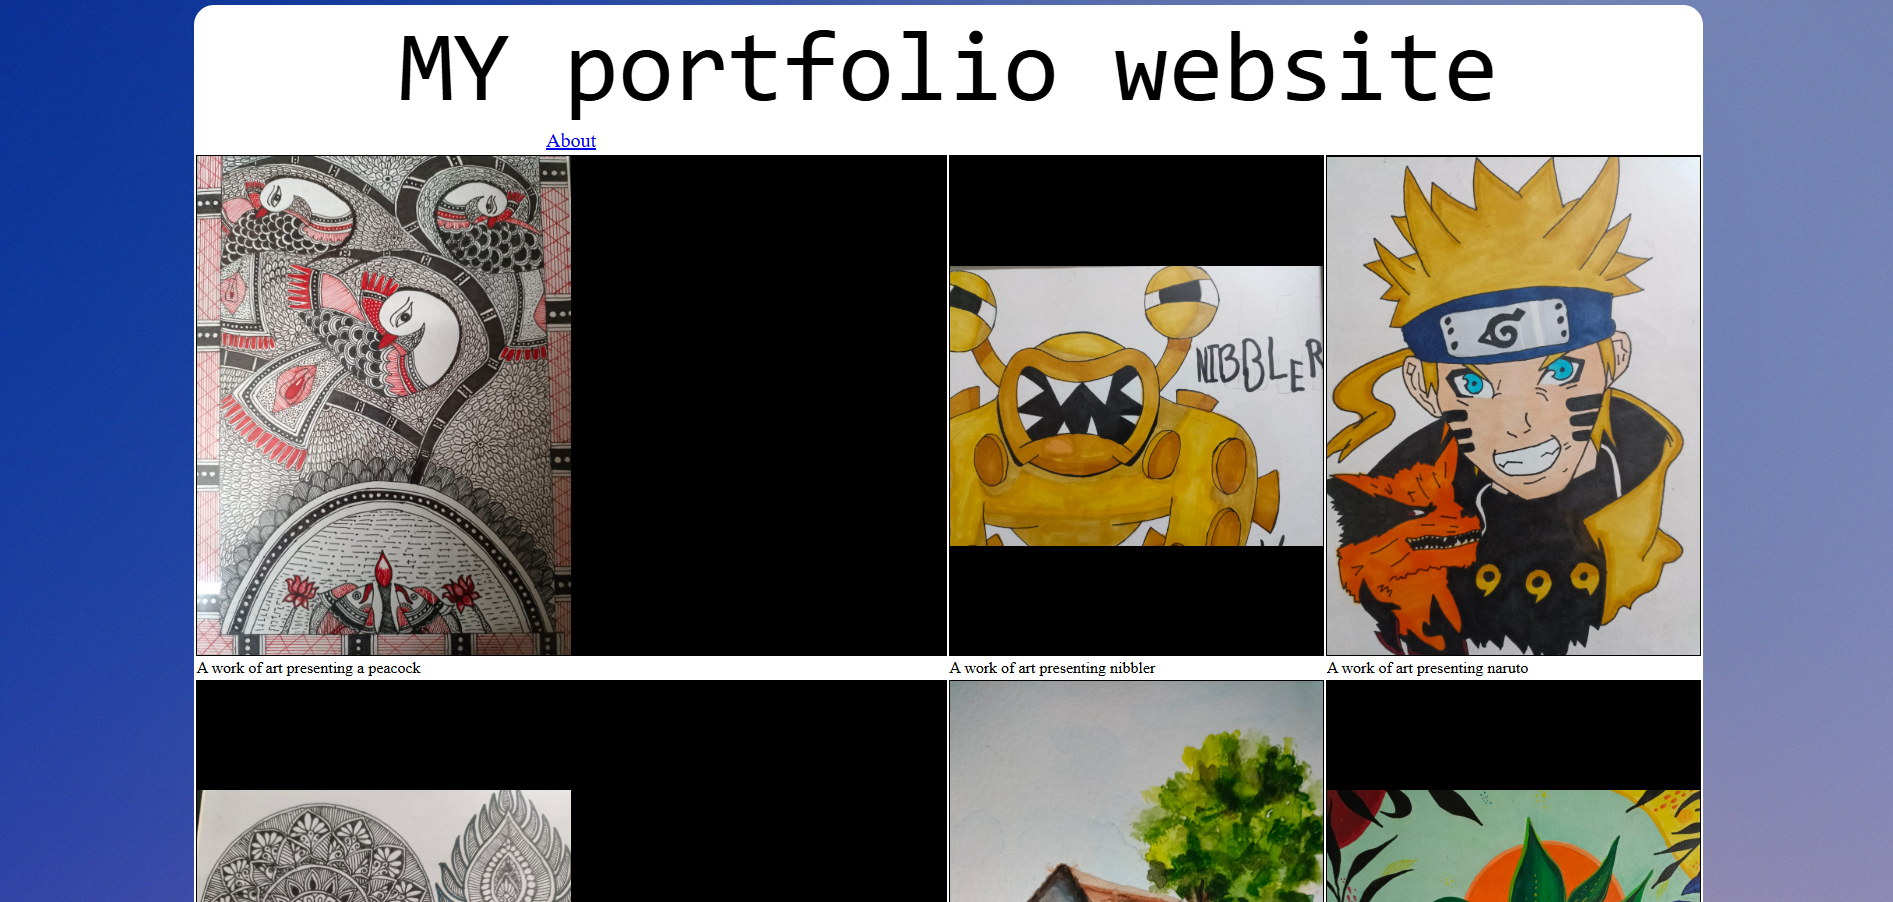 MY portfolio website
About
NIBBLER
A work of art presenting a peacock
A work of art presenting nibbler
A work of art presenting naruto